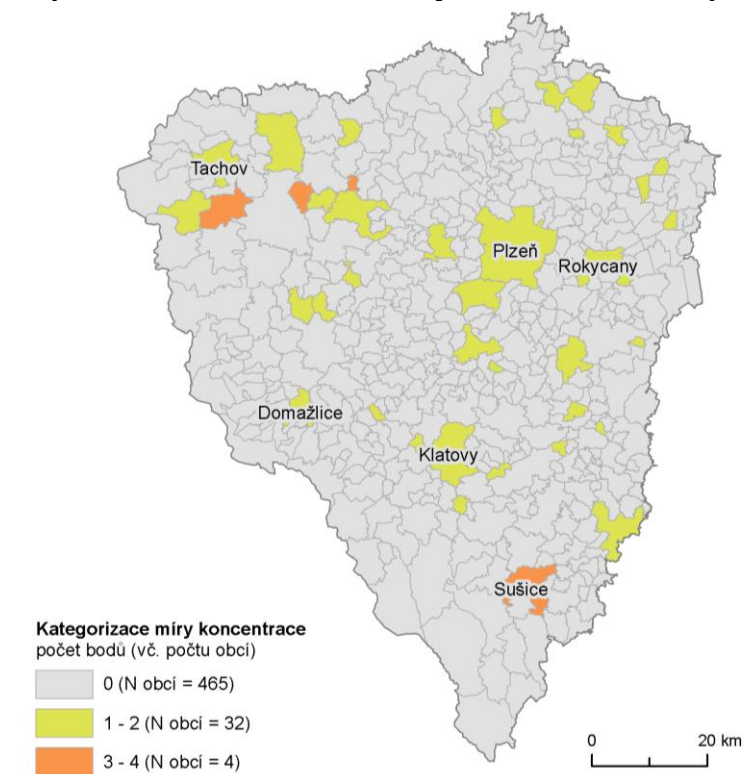 Tachov
Plzeň
Rokycany
Domažlice
Klatovy
Sušice
Kategorizace míry koncentrace
počet bodů (vč. počtu obcí)
0 (N obcí = 465)
1 - 2 (N obcí = 32)
3 - 4 (N obcí = 4)
0 20 km